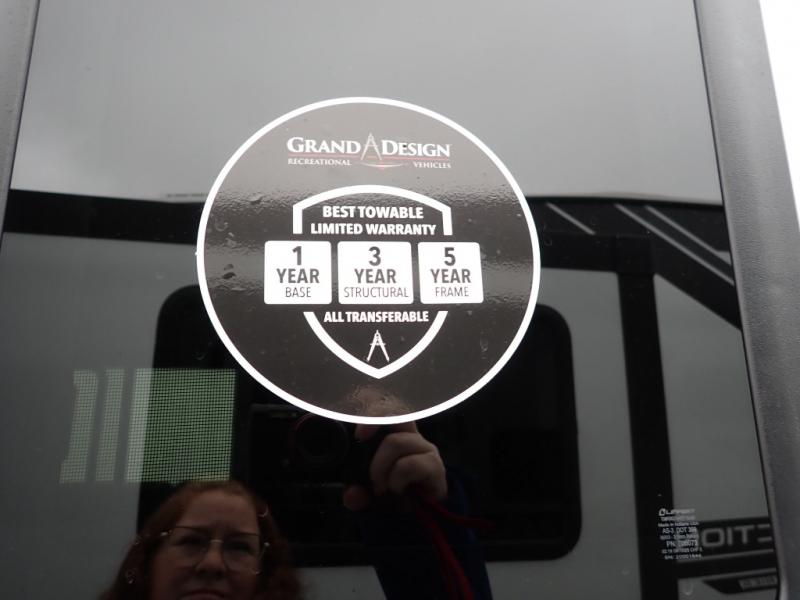 GRAND DESIGN
RECREATIONAL VEHICLES
BEST TOWABLE
LIMITED WARRANTY
1
YEAR
BASE
3
YEAR
STRUCTURAL
5
YEAR
FRAME
ALL TRANSFERABLE
LIPPERT